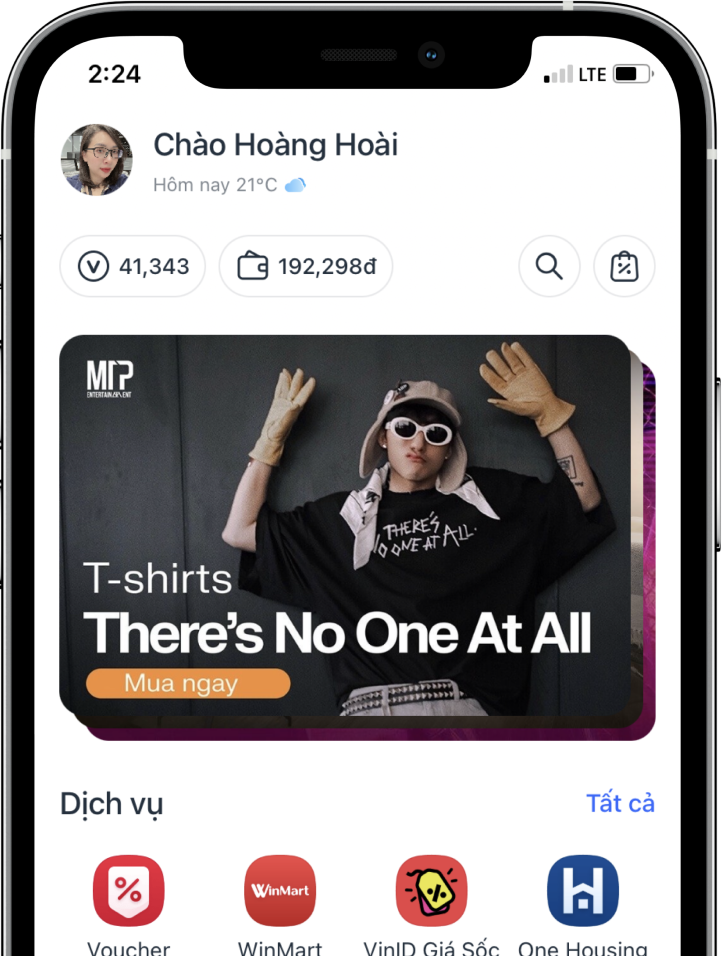 2:24
LTE
Chào Hoàng Hoài
Hôm nay 21°C
V 41,343
192,298đ
MTP
ENTERTAINMENT
THERE'S
NO ONE AT ALL.
T-shirts
There's No One At All
Mua ngay
Dịch vụ
Tất cả
WinMart
Voucher
WinMart
VinID Giá Sốc
One Housing